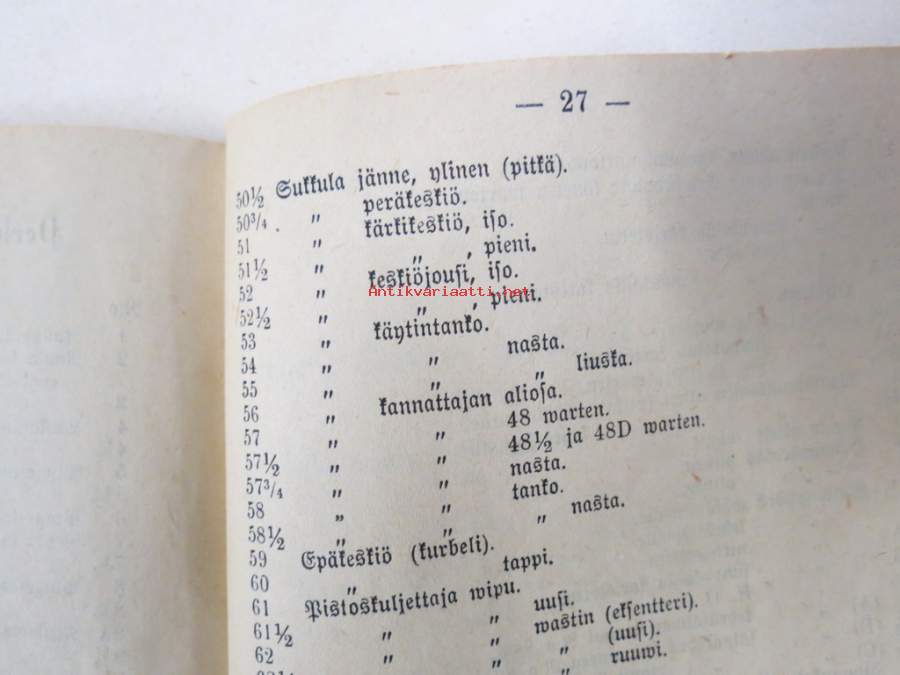 — 27 —
50½ Sukkula jänne, ylinen (pitkä).
50¾ . " peräkeskiö.
51 " kärkikeskiö, iso.
51½ " " , pieni.
52 " keskiöjousi, iso.
52½ " " , pieni.
53 " käytintanko.
54 " " nasta.
55 " " " liuska.
56 " kannattajan aliosa.
57 " " 48 warten.
57½ " " 48½ ja 48D warten.
57¾ " " nasta.
58 " " tanko.
58½ " " " nasta.
59 Epäkeskiö (kurbeli).
60 " tappi.
61 Pistoskuljettaja wipu.
61½ " " uusi.
62 " " wastin (eksentteri).
" " " (uusi).
" ruuwi.
Antikvariaatti.net